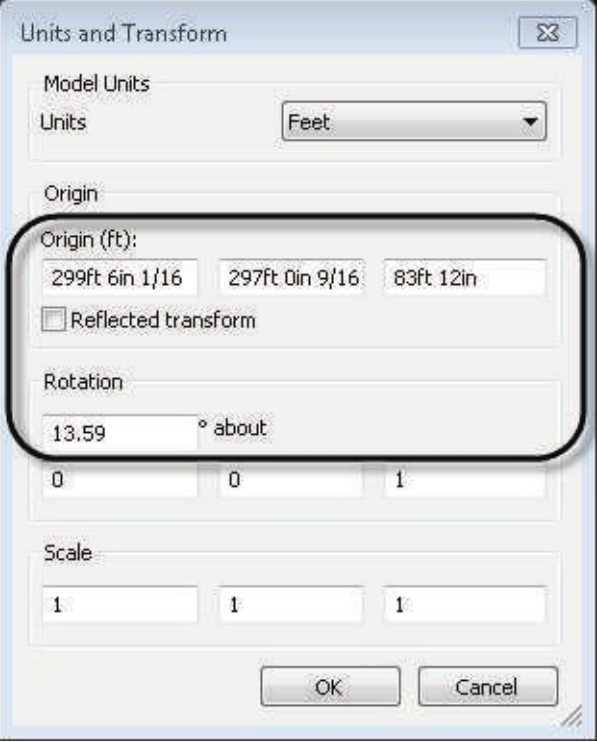 Units and Transform
Model Units
Units Feet
Origin
Origin (ft):
299ft 6in 1/16 297ft 0in 9/16 83ft 12in
Reflected transform
Rotation
13.59 ° about
0 0 1
Scale
1 1 1
OK Cancel